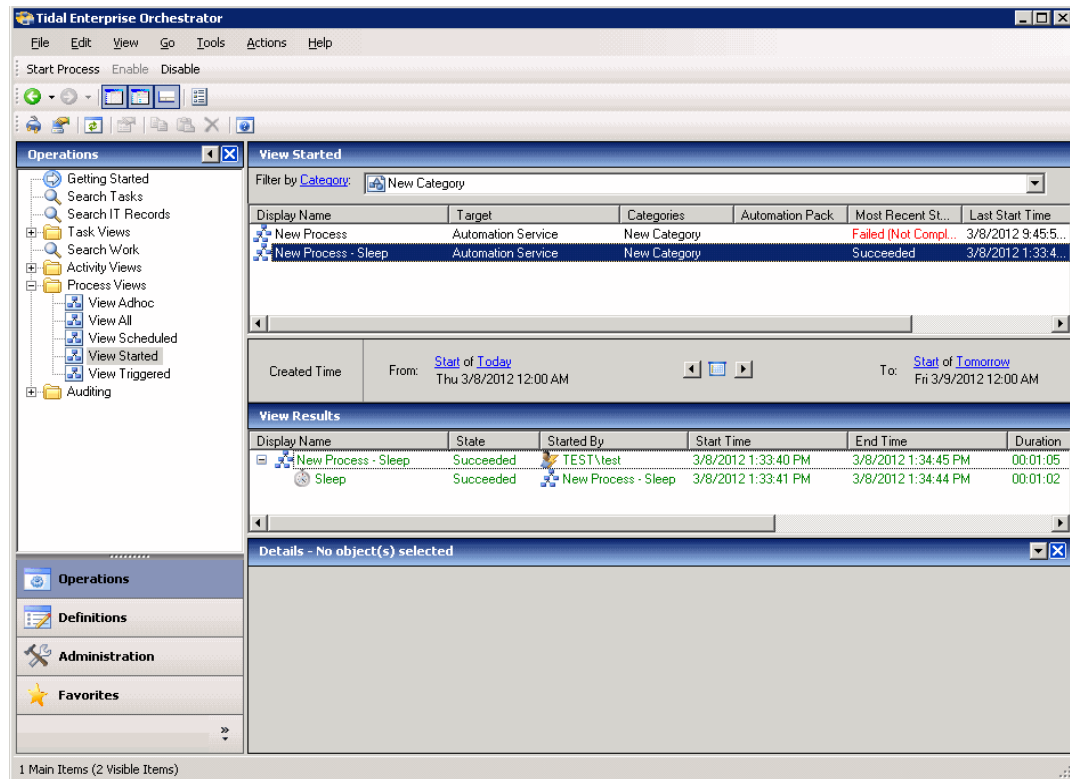 Tidal Enterprise Orchestrator
File Edit View Go Tools Actions Help
Start Process Enable Disable
Operations
Getting Started
Search Tasks
Search IT Records
Task Views
Search Work
Activity Views
Process Views
View Adhoc
View All
View Scheduled
View Started
View Triggered
Auditing
Operations
Definitions
Administration
Favorites
View Started
Filter by Category: New Category
Display Name Target Categories Automation Pack Most Recent St... Last Start Time
New Process Automation Service New Category Failed (Not Compl... 3/8/2012 9:45:5...
New Process - Sleep Automation Service New Category Succeeded 3/8/2012 1:33:4...
Created Time From: Start of Today To: Start of Tomorrow
Thu 3/8/2012 12:00 AM Fri 3/9/2012 12:00 AM
View Results
Display Name State Started By Start Time End Time Duration
New Process - Sleep Succeeded TEST\test 3/8/2012 1:33:40 PM 3/8/2012 1:34:45 PM 00:01:05
Sleep Succeeded New Process - Sleep 3/8/2012 1:33:41 PM 3/8/2012 1:34:44 PM 00:01:02
Details - No object(s) selected
1 Main Items (2 Visible Items)